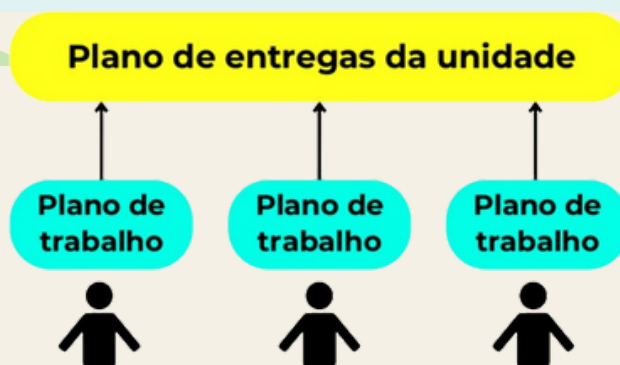 Plano de entregas da unidade
Plano de
trabalho
Plano de
trabalho
Plano de
trabalho